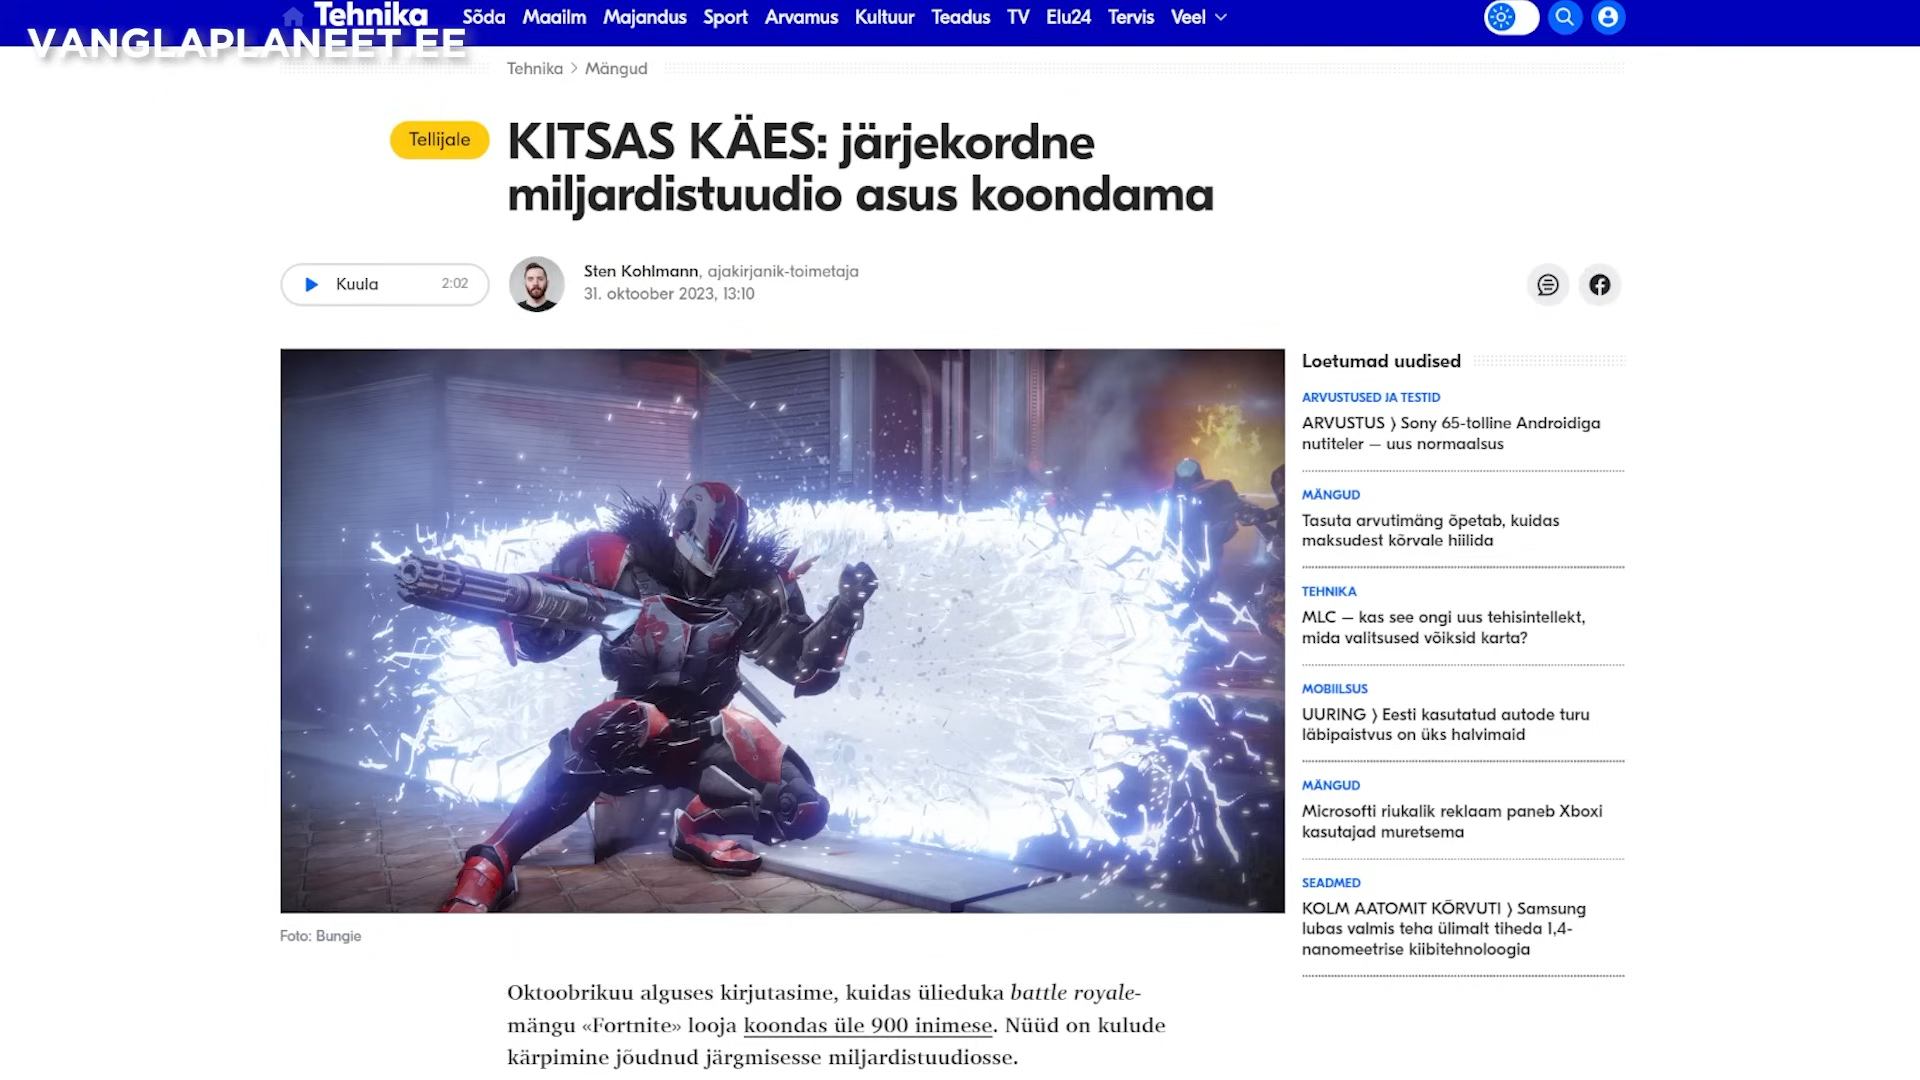 Tehnika Sõda Maailm Majandus Sport Arvamus Kultuur Teadus TV Elu24 Tervis Veel
VANGLAPLANEET.EE
Tehnika > Mängud
Tellijale
KITSAS KÄES: järjekordne
miljardistuudio asus koondama
Kuula 2:02
Sten Kohlmann, ajakirjanik-toimetaja
31. oktoober 2023, 13:10
Loetumad uudised
ARVUSTUSED JA TESTID
ARVUSTUS ⟩ Sony 65-tolline Androidiga
nutiteler – uus normaalsus
MÄNGUD
Tasuta arvutimäng õpetab, kuidas
maksudest kõrvale hiilida
TEHNIKA
MLC – kas see ongi uus tehisintellekt,
mida valitsused võiksid karta?
MOBIILSUS
UURING ⟩ Eesti kasutatud autode turu
läbipaistvus on üks halvimaid
MÄNGUD
Microsofti riukalik reklaam paneb Xboxi
kasutajad muretsema
SEADMED
KOLM AATOMIT KÕRVUTI ⟩ Samsung
lubas valmis teha ülimalt tiheda 1,4-
nanomeetrise kiibitehnoloogia
Foto: Bungie
Oktoobrikuu alguses kirjutasime, kuidas ülieduka battle royale-
mängu «Fortnite» looja koondas üle 900 inimese. Nüüd on kulude
kärpimine jõudnud järgmisesse miljardistuudiosse.